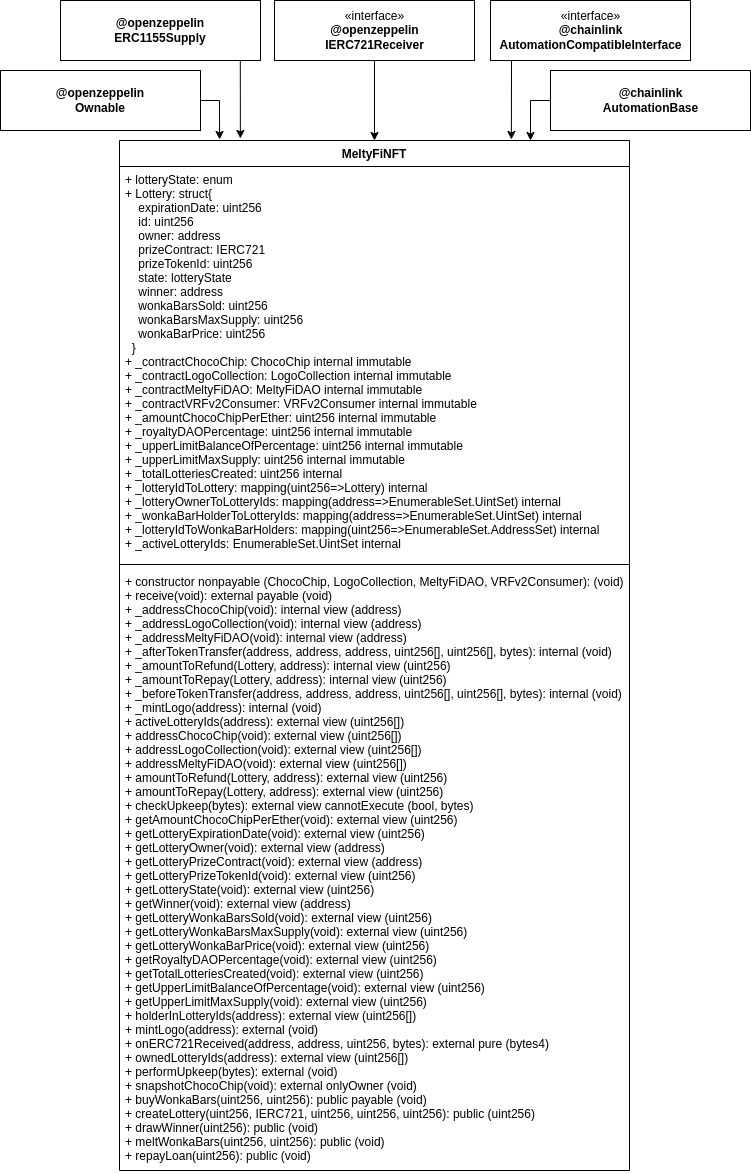 @openzeppelin
ERC1155Supply
«interface»
@openzeppelin
IERC721Receiver
«interface»
@chainlink
AutomationCompatibleInterface
@openzeppelin
Ownable
@chainlink
AutomationBase
MeltyFiNFT
+ lotteryState: enum
+ Lottery: struct{
expirationDate: uint256
id: uint256
owner: address
prizeContract: IERC721
prizeTokenId: uint256
state: lotteryState
winner: address
wonkaBarsSold: uint256
wonkaBarsMaxSupply: uint256
wonkaBarPrice: uint256
}
+ _contractChocoChip: ChocoChip internal immutable
+ _contractLogoCollection: LogoCollection internal immutable
+ _contractMeltyFiDAO: MeltyFiDAO internal immutable
+ _contractVRFv2Consumer: VRFv2Consumer internal immutable
+ _amountChocoChipPerEther: uint256 internal immutable
+ _royaltyDAOPercentage: uint256 internal immutable
+ _upperLimitBalanceOfPercentage: uint256 internal immutable
+ _upperLimitMaxSupply: uint256 internal immutable
+ _totalLotteriesCreated: uint256 internal
+ _lotteryIdToLottery: mapping(uint256=>Lottery) internal
+ _lotteryOwnerToLotteryIds: mapping(address=>EnumerableSet.UintSet) internal
+ _wonkaBarHolderToLotteryIds: mapping(address=>EnumerableSet.UntSet) internal
+ _lotteryIdToWonkaBarHolders: mapping(uint256=>EnumerableSet.AddressSet) internal
+ _activeLotteryIds: EnumerableSet.UintSet internal
+ constructor nonpayable (ChocoChip, LogoCollection, MeltyFiDAO, VRFv2Consumer): (void)
+ receive(void): external payable (void)
+ _addressChocoChip(void): internal view (address)
+ _addressLogoCollection(void): internal view (address)
+ _addressMeltyFiDAO(void): internal view (address)
+ _afterTokenTransfer(address, address, address, uint256[], uint256[], bytes): internal (void)
+ _amountToRefund(Lottery, address): internal view (uint256)
+ _amountToRepay(Lottery, address): internal view (uint256)
+ _beforeTokenTransfer(address, address, address, uint256[], uint256[], bytes): internal (void)
+ _mintLogo(address): internal (void)
+ activeLotteryIds(address): external view (uint256[])
+ addressChocoChip(void): external view (uint256[])
+ addressLogoCollection(void): external view (uint256[])
+ addressMeltyFiDAO(void): external view (uint256[])
+ amountToRefund(Lottery, address): external view (uint256)
+ amountToRepay(Lottery, address): external view (uint256)
+ checkUpkeep(bytes): external view cannotExecute (bool, bytes)
+ getAmountChocoChipPerEther(void): external view (uint256)
+ getLotteryExpirationDate(void): external view (uint256)
+ getLotteryOwner(void): external view (address)
+ getLotteryPrizeContract(void): external view (address)
+ getLotteryPrizeTokenId(void): external view (uint256)
+ getLotteryState(void): external view (uint256)
+ getWinner(void): external view (address)
+ getLotteryWonkaBarsSold(void): external view (uint256)
+ getLotteryWonkaBarsMaxSupply(void): external view (uint256)
+ getLotteryWonkaBarPrice(void): external view (uint256)
+ getRoyaltyDAOPercentage(void): external view (uint256)
+ getTotalLotteriesCreated(void): external view (uint256)
+ getUpperLimitBalanceOfPercentage(void): external view (uint256)
+ getUpperLimitMaxSupply(void): external view (uint256)
+ holderInLotteryIds(address): external view (uint256[])
+ mintLogo(address): external (void)
+ onERC721Received(address, address, uint256, bytes): external pure (bytes4)
+ ownedLotteryIds(address): external view (uint256[])
+ performUpkeep(bytes): external (void)
+ snapshotChocoChip(void): external onlyOwner (void)
+ buyWonkaBars(uint256, uint256): public payable (void)
+ createLottery(uint256, IERC721, uint256, uint256, uint256): public (uint256)
+ drawWinner(uint256): public (void)
+ meltWonkaBars(uint256, uint256): public (void)
+ repayLoan(uint256): public (void)